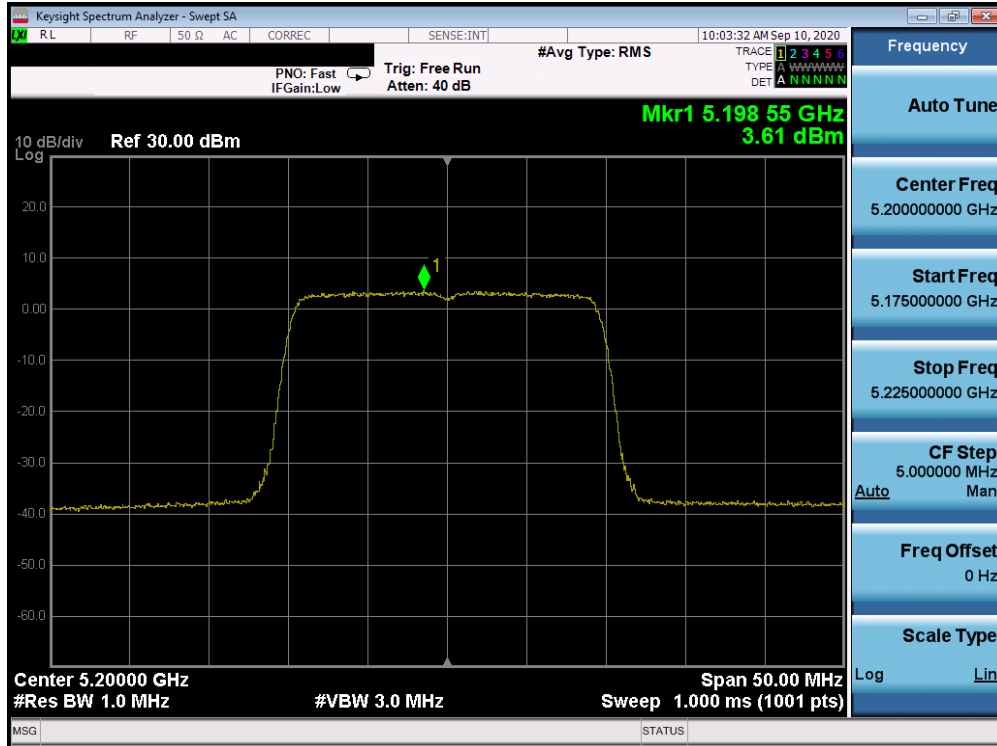 Keysight Spectrum Analyzer - Swept SA
LXI RL RF 50 Ω AC CORREC SENSE:INT 10:03:32 AM Sep 10, 2020
#Avg Type: RMS TRACE 1 2 3 4 5 6
PNO: Fast Trig: Free Run TYPE A WWWWW
IFGain:Low Atten: 40 dB DET A N N N N N
Mkr1 5.198 55 GHz
10 dB/div Ref 30.00 dBm 3.61 dBm
Log
20.0
10.0
1
0.00
-10.0
-20.0
-30.0
-40.0
-50.0
-60.0
Center 5.20000 GHz Span 50.00 MHz
#Res BW 1.0 MHz #VBW 3.0 MHz Sweep 1.000 ms (1001 pts)
MSG STATUS
Frequency
Auto Tune
Center Freq
5.200000000 GHz
Start Freq
5.175000000 GHz
Stop Freq
5.225000000 GHz
CF Step
5.000000 MHz
Auto Man
Freq Offset
0 Hz
Scale Type
Log Lin